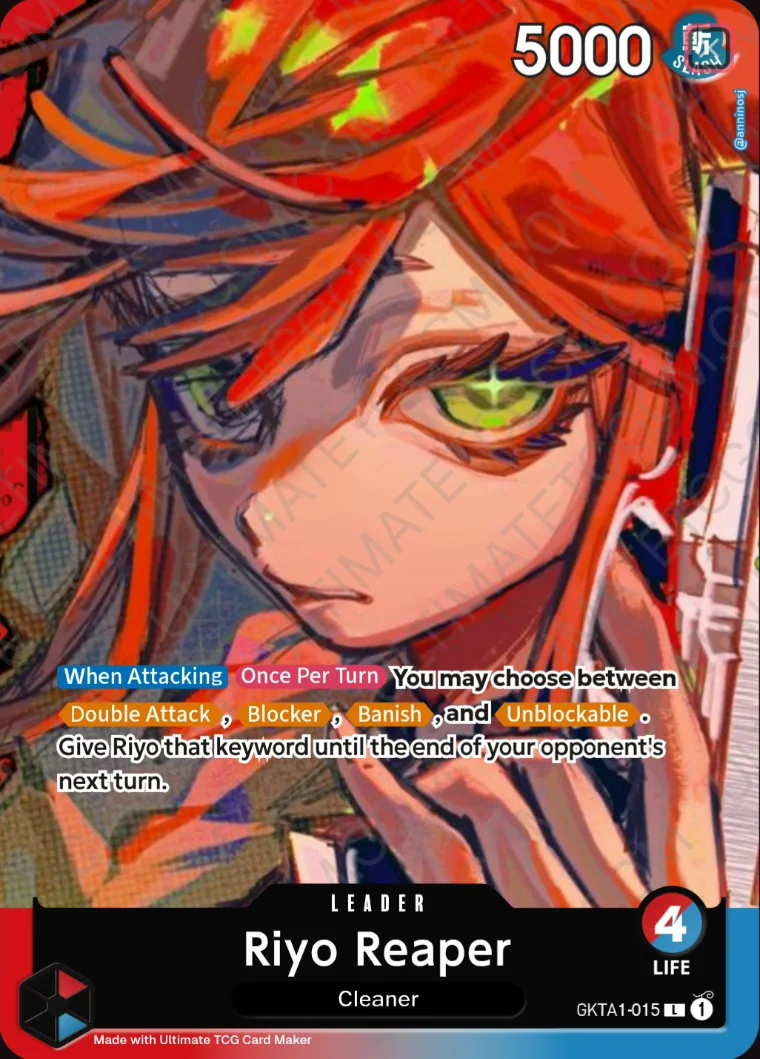 5000
斬
SLASH
@anninosj
When Attacking Once Per Turn You may choose between
Double Attack , Blocker , Banish , and Unblockable .
Give Riyo that keyword until the end of your opponent's
next turn.
LEADER
Riyo Reaper
4
LIFE
Cleaner
GKTA1-015 L 1
Made with Ultimate TCG Card Maker